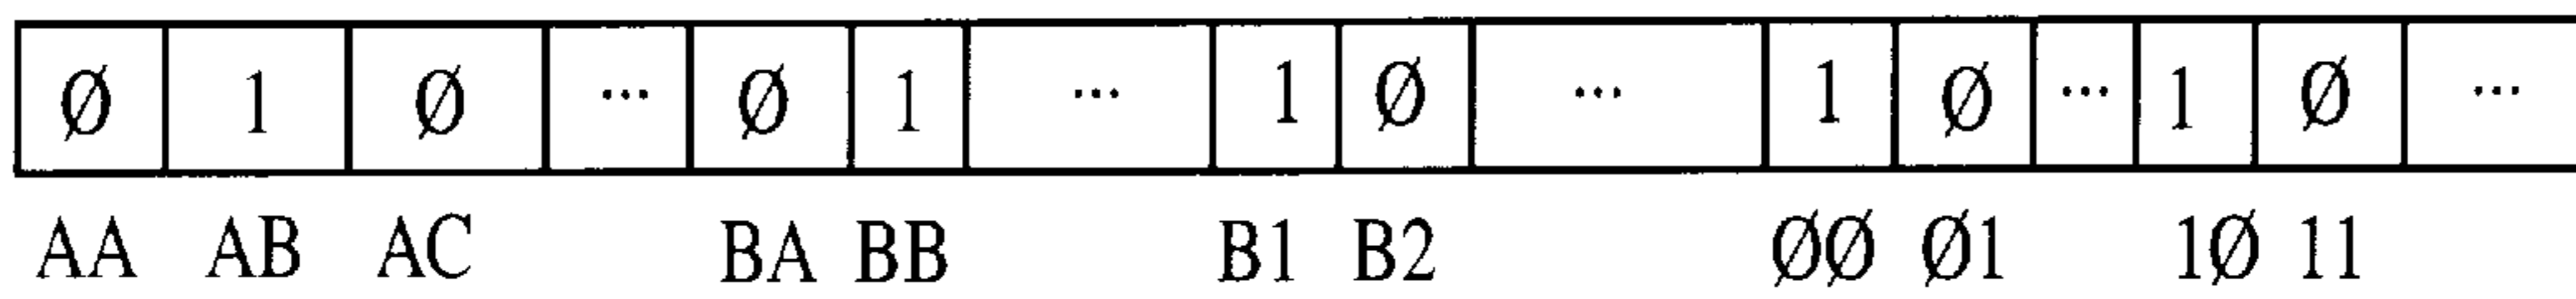 Ø 1 Ø ... Ø 1 ... 1 Ø ... 1 Ø ... 1 Ø ...
AA AB AC BA BB B1 B2 ØØ Ø1 1Ø 11